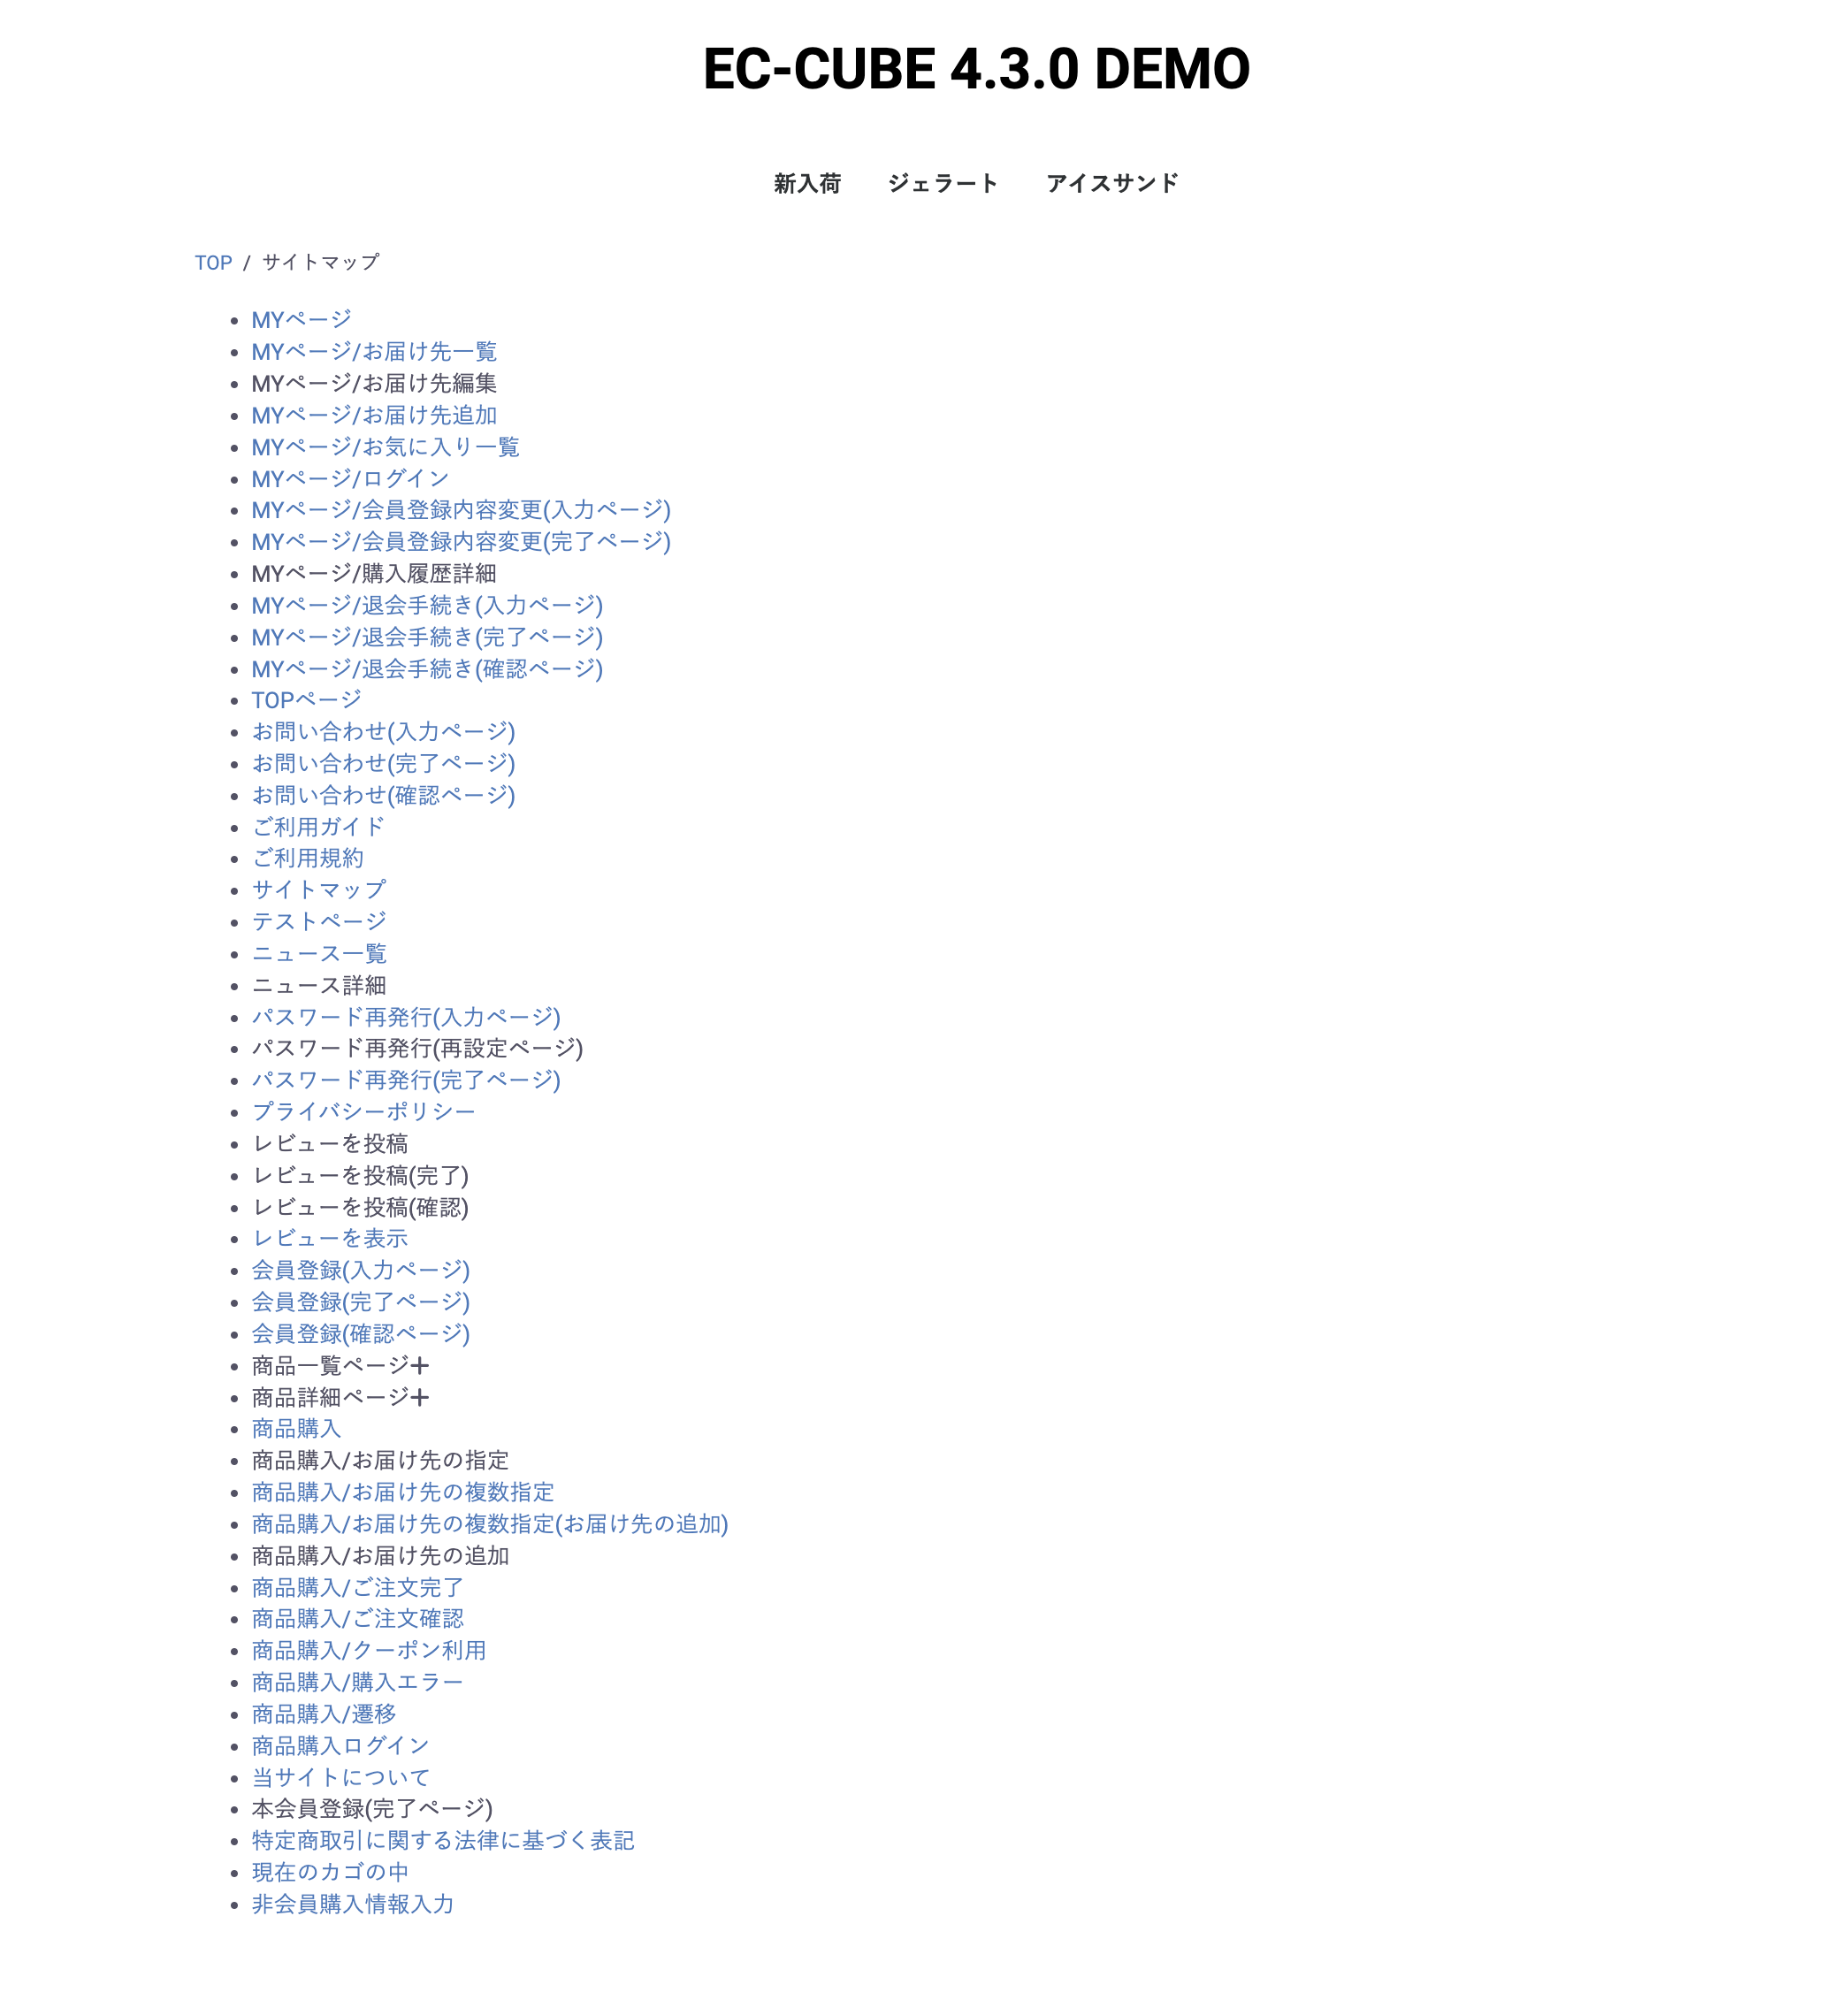 EC-CUBE 4.3.0 DEMO
新入荷 ジェラート アイスサンド
TOP / サイトマップ
MYページ
MYページ/お届け先一覧
MYページ/お届け先編集
MYページ/お届け先追加
MYページ/お気に入り一覧
MYページ/ログイン
MYページ/会員登録内容変更(入力ページ)
MYページ/会員登録内容変更(完了ページ)
MYページ/購入履歴詳細
MYページ/退会手続き(入力ページ)
MYページ/退会手続き(完了ページ)
MYページ/退会手続き(確認ページ)
TOPページ
お問い合わせ(入力ページ)
お問い合わせ(完了ページ)
お問い合わせ(確認ページ)
ご利用ガイド
ご利用規約
サイトマップ
テストページ
ニュース一覧
ニュース詳細
パスワード再発行(入力ページ)
パスワード再発行(再設定ページ)
パスワード再発行(完了ページ)
プライバシーポリシー
レビューを投稿
レビューを投稿(完了)
レビューを投稿(確認)
レビューを表示
会員登録(入力ページ)
会員登録(完了ページ)
会員登録(確認ページ)
商品一覧ページ+
商品詳細ページ+
商品購入
商品購入/お届け先の指定
商品購入/お届け先の複数指定
商品購入/お届け先の複数指定(お届け先の追加)
商品購入/お届け先の追加
商品購入/ご注文完了
商品購入/ご注文確認
商品購入/クーポン利用
商品購入/購入エラー
商品購入/遷移
商品購入ログイン
当サイトについて
本会員登録(完了ページ)
特定商取引に関する法律に基づく表記
現在のカゴの中
非会員購入情報入力